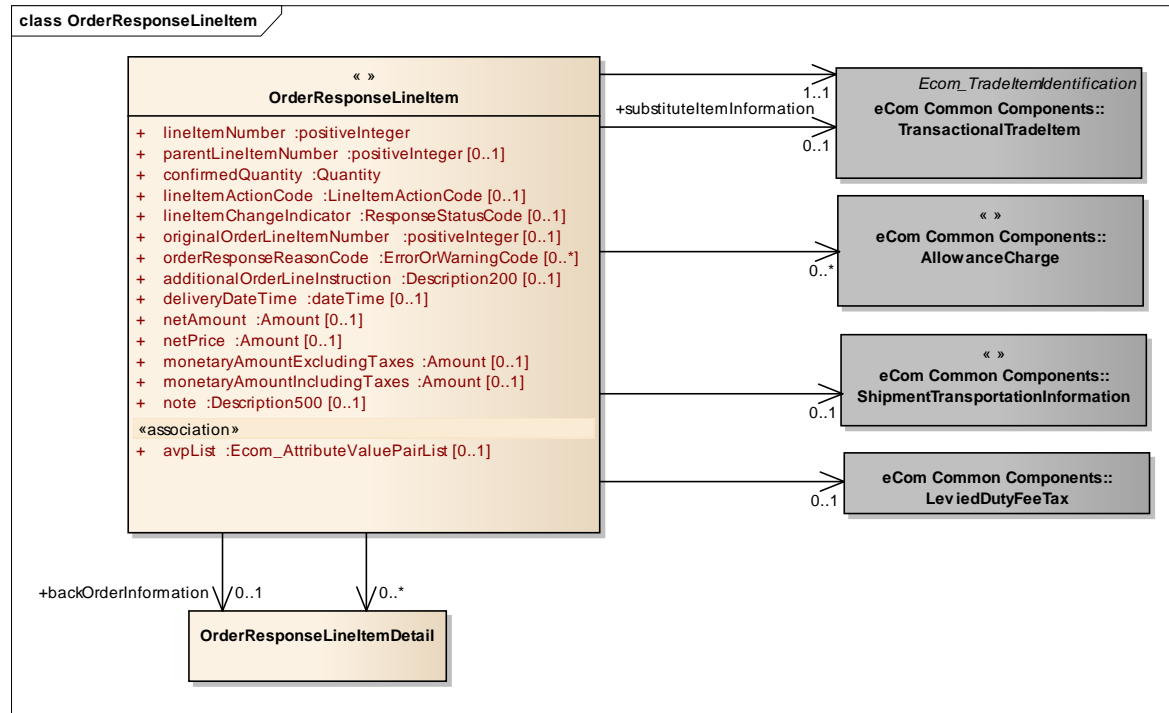 class OrderResponseLineItem
« »
OrderResponseLineItem
+ lineItemNumber :positiveInteger
+ parentLineItemNumber :positiveInteger [0..1]
+ confirmedQuantity :Quantity
+ lineItemActionCode :LineItemActionCode [0..1]
+ lineItemChangeIndicator :ResponseStatusCode [0..1]
+ originalOrderLineItemNumber :positiveInteger [0..1]
+ orderResponseReasonCode :ErrorOrWarningCode [0..*]
+ additionalOrderLineInstruction :Description200 [0..1]
+ deliveryDateTime :dateTime [0..1]
+ netAmount :Amount [0..1]
+ netPrice :Amount [0..1]
+ monetaryAmountExcludingTaxes :Amount [0..1]
+ monetaryAmountIncludingTaxes :Amount [0..1]
+ note :Description500 [0..1]
«association»
+ avpList :Ecom_AttributeValuePairList [0..1]
1..1
+substituteItemInformation
0..1
Ecom_TradeItemIdentification
eCom Common Components::
TransactionalTradeItem
0..*
« »
eCom Common Components::
AllowanceCharge
0..1
« »
eCom Common Components::
ShipmentTransportationInformation
0..1
eCom Common Components::
LeviedDutyFeeTax
+backOrderInformation
0..1
0..*
OrderResponseLineItemDetail